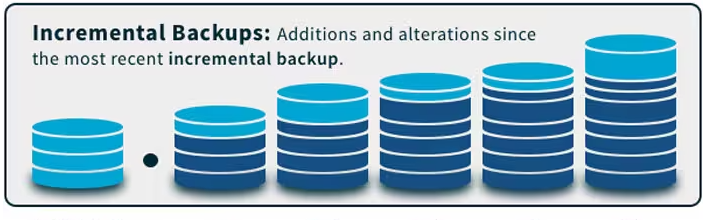 Incremental Backups: Additions and alterations since
the most recent incremental backup.